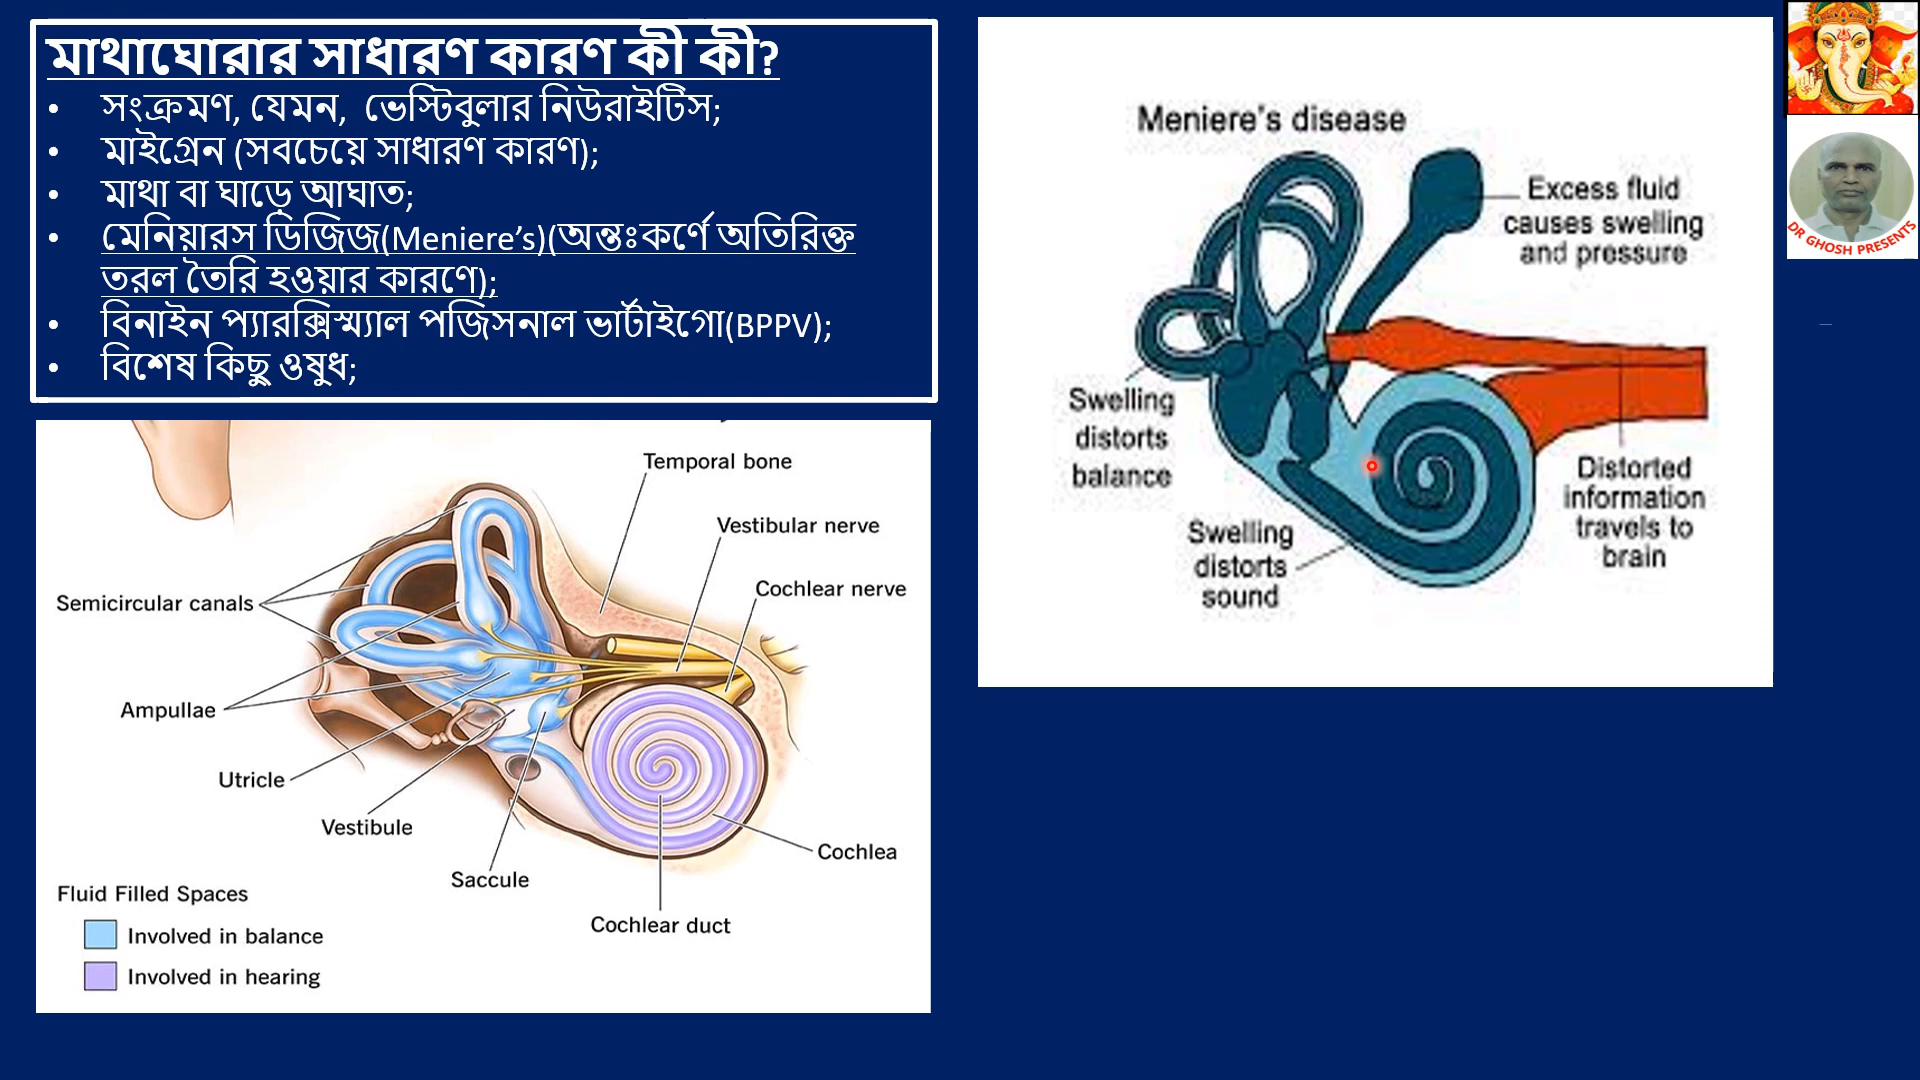 মাথাঘোরার সাধারণ কারণ কী কী?
• সংক্রমণ, যেমন, ভেস্টিবুলার নিউরাইটিস;
• মাইগ্রেন (সবচেয়ে সাধারণ কারণ);
• মাথা বা ঘাড়ে আঘাত;
• মেনিয়ারস ডিজিজ(Meniere’s)(অন্তঃকর্ণে অতিরিক্ত
তরল তৈরি হওয়ার কারণে);
• বিনাইন প্যারক্সিস্ম্যাল পজিসনাল ভার্টাইগো(BPPV);
• বিশেষ কিছু ওষুধ;
Temporal bone
Vestibular nerve
Cochlear nerve
Semicircular canals
Ampullae
Utricle
Vestibule
Cochlea
Saccule
Cochlear duct
Fluid Filled Spaces
Involved in balance
Involved in hearing
Meniere's disease
Excess fluid
causes swelling
and pressure
Swelling
distorts
balance
Swelling
distorts
sound
Distorted
information
travels to
brain
DR GHOSH PRESENTS